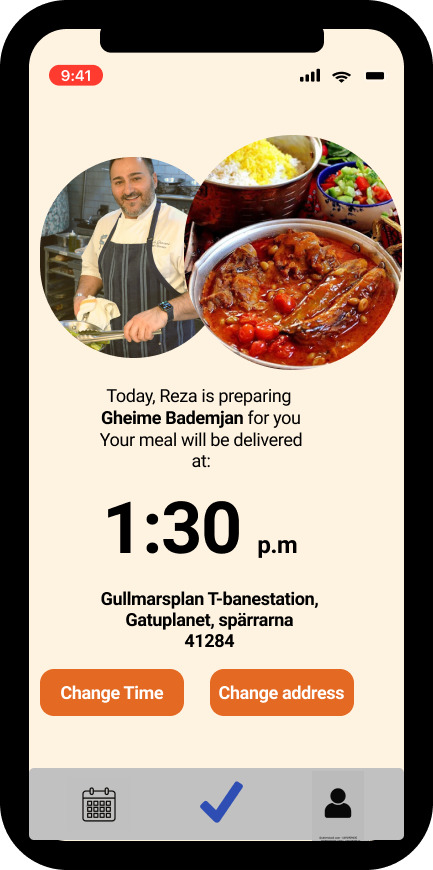 9:41
Today, Reza is preparing
Gheime Bademjan for you
Your meal will be delivered
at:
1:30 p.m
Gullmarsplan T-banestation,
Gatuplanet, spärrarna
41284
Change Time
Change address